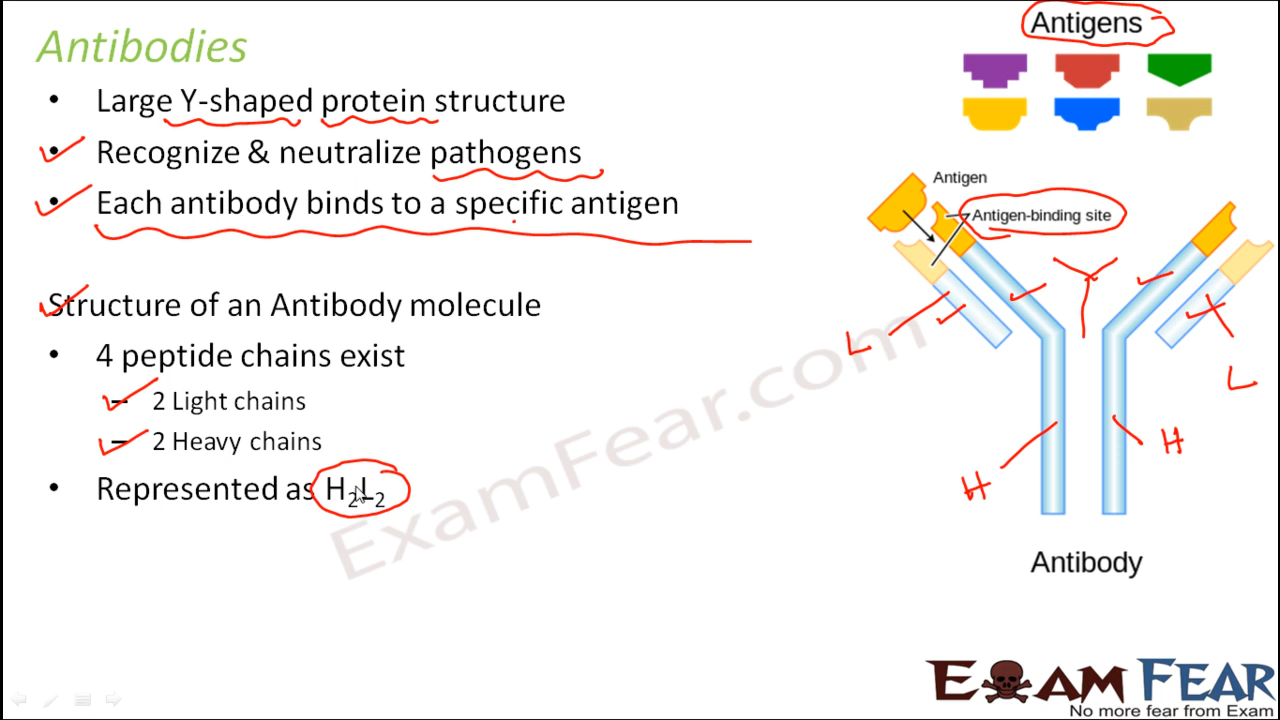 Antibodies
• Large Y-shaped protein structure
• Recognize & neutralize pathogens
• Each antibody binds to a specific antigen
Structure of an Antibody molecule
• 4 peptide chains exist
– 2 Light chains
– 2 Heavy chains
• Represented as H₂L₂
Antigens
Antigen
Antigen-binding site
L
L
H
H
Antibody
ExamFear.com
EXAM FEAR
No more fear from Exam